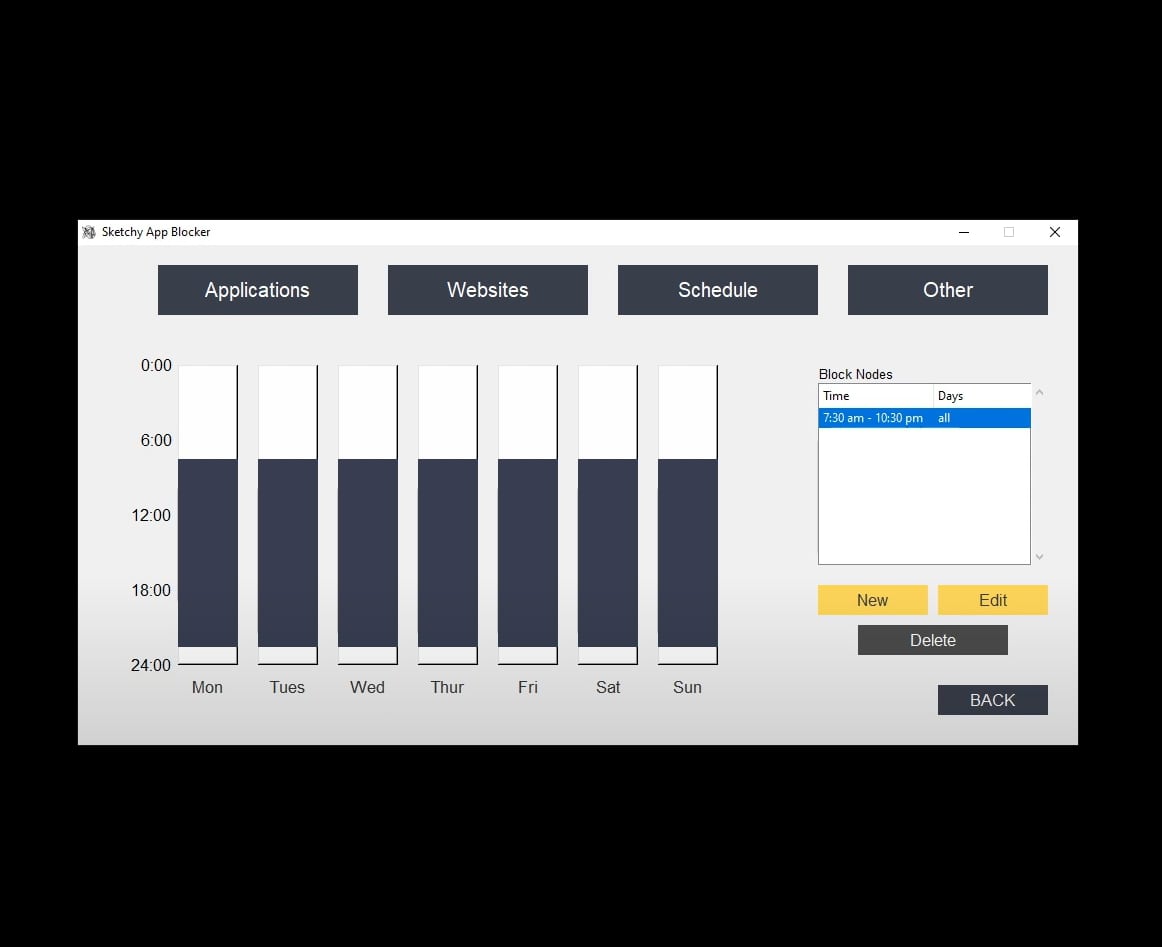 Sketchy App Blocker
Applications Websites Schedule Other
0:00
6:00
12:00
18:00
24:00
Mon Tues Wed Thur Fri Sat Sun
Block Nodes
Time Days
7:30 am - 10:30 pm all
New Edit
Delete
BACK